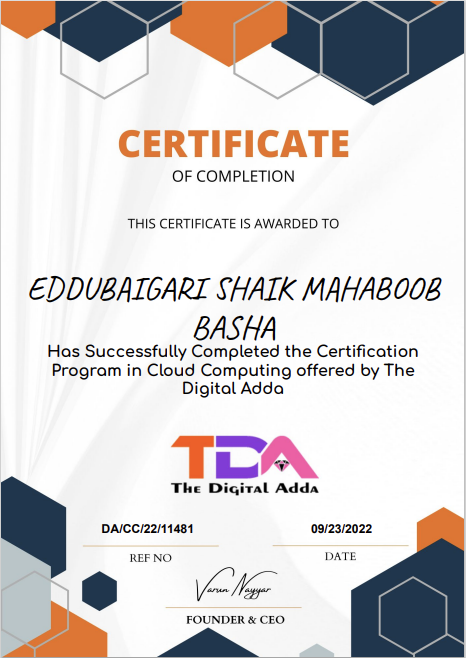 CERTIFICATE
OF COMPLETION
THIS CERTIFICATE IS AWARDED TO
EDDUBAIGARI SHAIK MAHABOOB
BASHA
Has Successfully Completed the Certification
Program in Cloud Computing offered by The
Digital Adda
TDA
The Digital Adda
DA/CC/22/11481
09/23/2022
REF NO
DATE
Varun Nayyar
FOUNDER & CEO